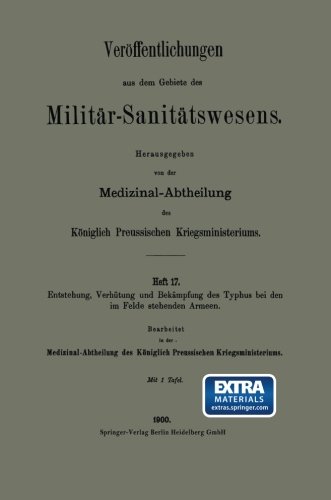 Veröffentlichungen
aus dem Gebiete des
Militär-Sanitätswesens.
Herausgegeben
von der
Medizinal-Abtheilung
des
Königlich Preussischen Kriegsministeriums.
Heft 17.
Entstehung, Verhütung und Bekämpfung des Typhus bei den
im Felde stehenden Armeen.
Bearbeitet
in der
Medizinal-Abtheilung des Königlich Preussischen Kriegsministeriums.
Mit 1 Tafel.
EXTRA
MATERIALS
extras.springer.com
1900.
Springer-Verlag Berlin Heidelberg GmbH